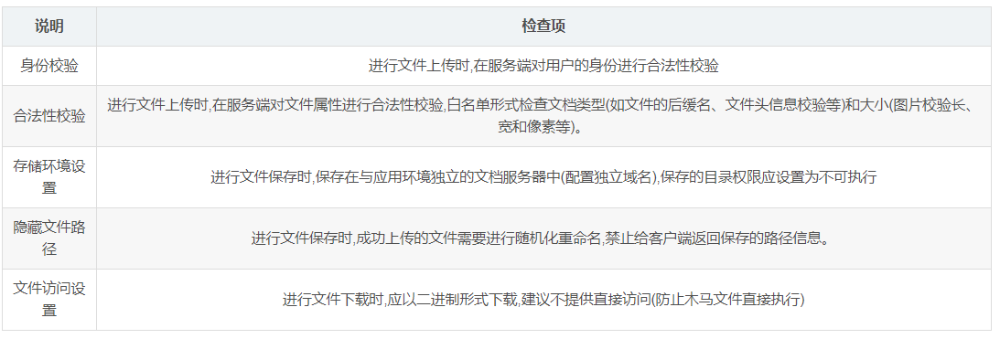 说明
检查项
身份校验
进行文件上传时,在服务端对用户的身份进行合法性校验
合法性校验
进行文件上传时,在服务端对文件属性进行合法性校验,白名单形式检查文档类型(如文件的后缓名、文件头信息校验等)和大小(图片校验长、
宽和像素等)。
存储环境设
置
进行文件保存时,保存在与应用环境独立的文档服务器中(配置独立域名),保存的目录权限应设置为不可执行
隐藏文件路
径
进行文件保存时,成功上传的文件需要进行随机化重命名,禁止给客户端返回保存的路径信息。
文件访问设
置
进行文件下载时,应以二进制形式下载,建议不提供直接访问(防止木马文件直接执行)